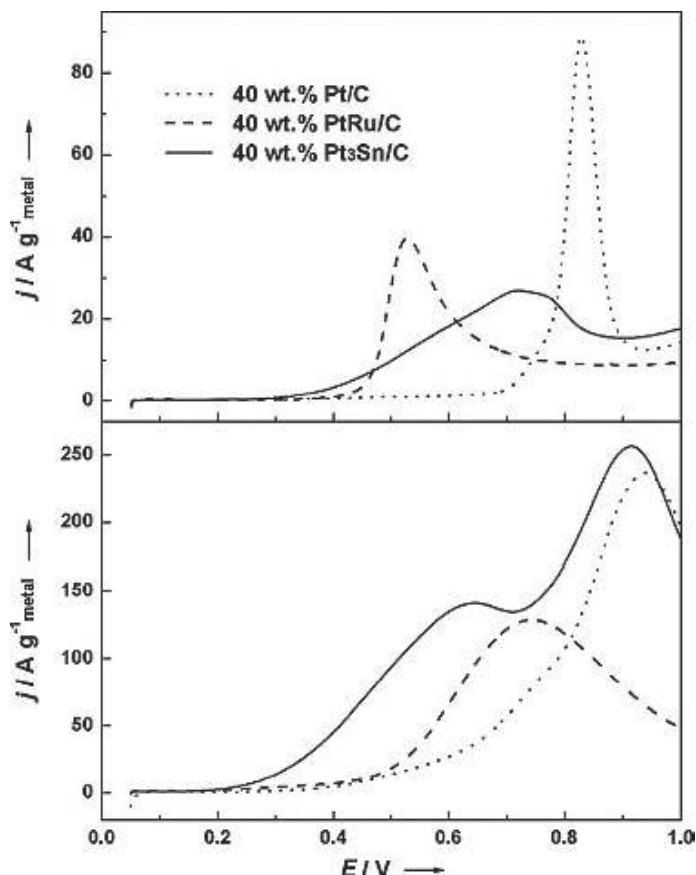 80
60
40
20
0
j / A g⁻¹metal →
40 wt.% Pt/C
40 wt.% PtRu/C
40 wt.% Pt₃Sn/C
250
200
150
100
50
0
j / A g⁻¹metal →
0.0 0.2 0.4 0.6 0.8 1.0
E / V →